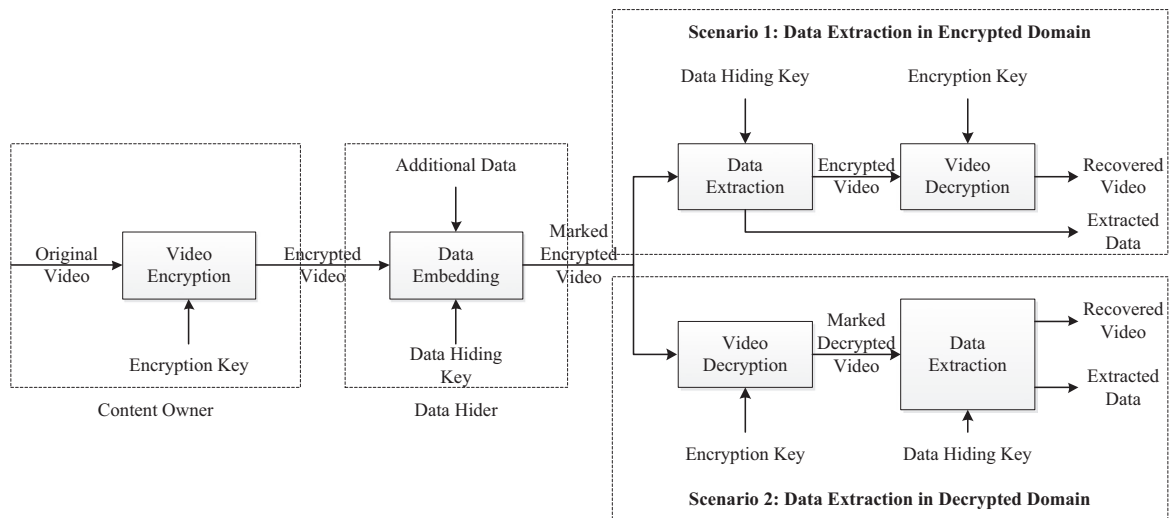 Scenario 1: Data Extraction in Encrypted Domain
Data Hiding Key
Encryption Key
Data
Extraction
Encrypted
Video
Video
Decryption
Recovered
Video
Extracted
Data
Original
Video
Video
Encryption
Encryption Key
Content Owner
Encrypted
Video
Additional Data
Data
Embedding
Data Hiding
Key
Data Hider
Marked
Encrypted
Video
Video
Decryption
Marked
Decrypted
Video
Data
Extraction
Recovered
Video
Extracted
Data
Encryption Key
Data Hiding Key
Scenario 2: Data Extraction in Decrypted Domain